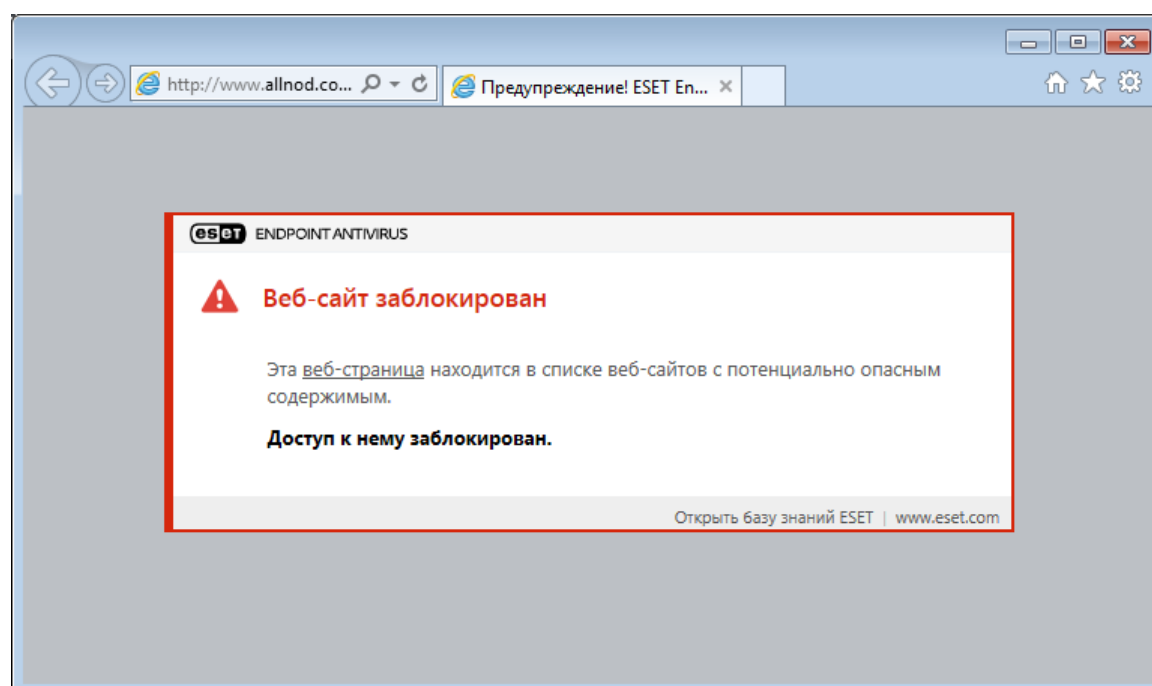 http://www.allnod.co...
Предупреждение! ESET En...
eset ENDPOINT ANTIVIRUS
Веб-сайт заблокирован
Эта веб-страница находится в списке веб-сайтов с потенциально опасным
содержимым.
Доступ к нему заблокирован.
Открыть базу знаний ESET | www.eset.com